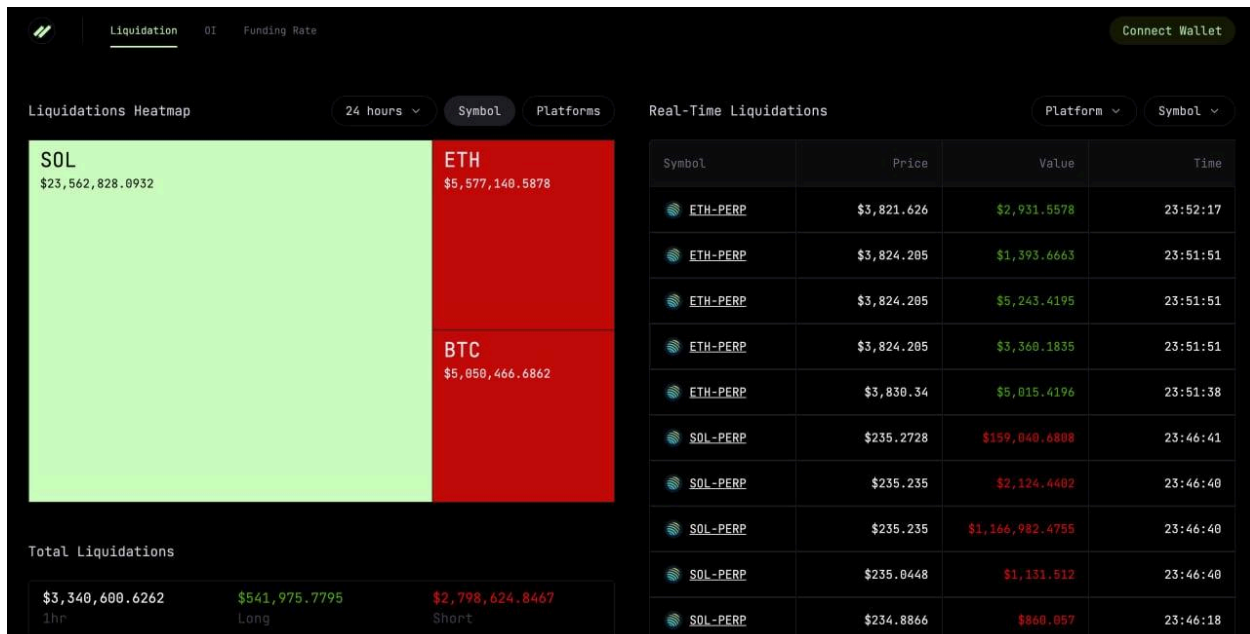 Liquidation OI Funding Rate Connect Wallet
Liquidations Heatmap 24 hours Symbol Platforms
SOL
$23,562,828.0932
ETH
$5,577,140.5878
BTC
$5,050,466.6862
Total Liquidations
$3,340,600.6262 $541,975.7795 $2,798,624.8467
1hr Long Short
Real-Time Liquidations Platform Symbol
Symbol Price Value Time
ETH-PERP $3,821.626 $2,931.5578 23:52:17
ETH-PERP $3,824.205 $1,393.6663 23:51:51
ETH-PERP $3,824.205 $5,243.4195 23:51:51
ETH-PERP $3,824.205 $3,360.1835 23:51:51
ETH-PERP $3,830.34 $5,015.4196 23:51:38
SOL-PERP $235.2728 $159,040.6808 23:46:41
SOL-PERP $235.235 $2,124.4402 23:46:40
SOL-PERP $235.235 $1,166,982.4755 23:46:40
SOL-PERP $235.0448 $1,131.512 23:46:40
SOL-PERP $234.8866 $860.057 23:46:18